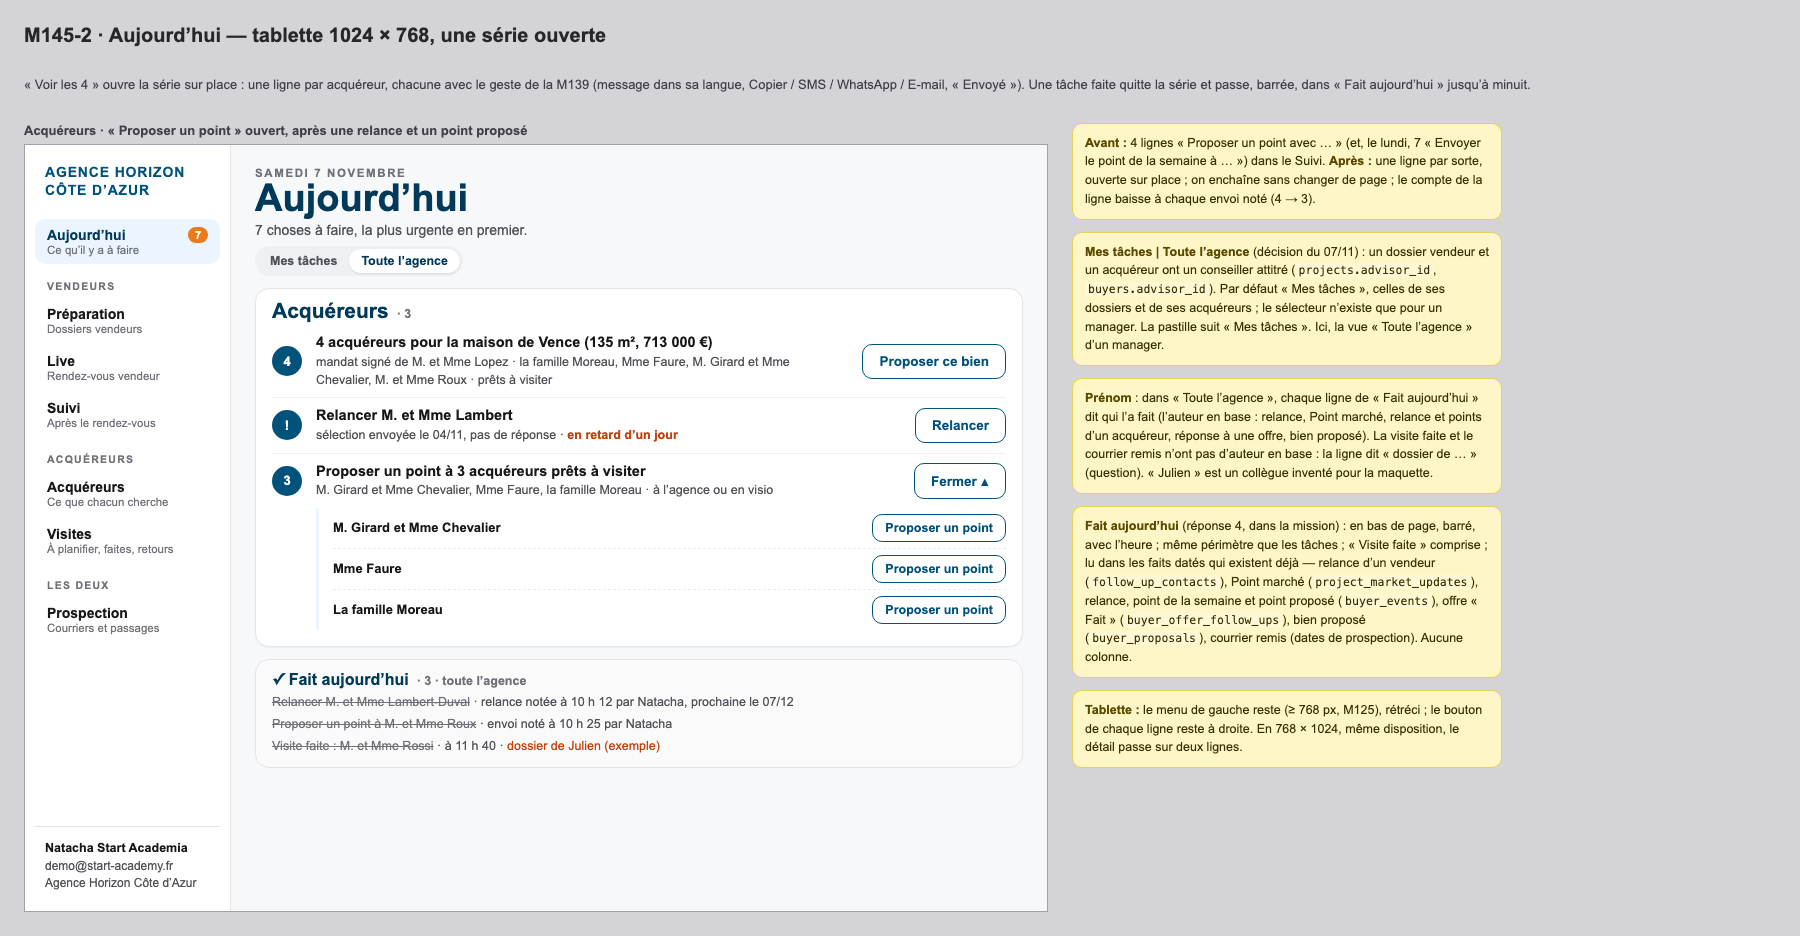 M145-2 · Aujourd’hui — tablette 1024 × 768, une série ouverte
« Voir les 4 » ouvre la série sur place : une ligne par acquéreur, chacune avec le geste de la M139 (message dans sa langue, Copier / SMS / WhatsApp / E-mail, « Envoyé »). Une tâche faite quitte la série et passe, barrée, dans « Fait aujourd’hui » jusqu’à minuit.
Acquéreurs · « Proposer un point » ouvert, après une relance et un point proposé
AGENCE HORIZON
CÔTE D’AZUR
Aujourd’hui 7
Ce qu’il y a à faire
VENDEURS
Préparation
Dossiers vendeurs
Live
Rendez-vous vendeur
Suivi
Après le rendez-vous
ACQUÉREURS
Acquéreurs
Ce que chacun cherche
Visites
À planifier, faites, retours
LES DEUX
Prospection
Courriers et passages
Natacha Start Academia
demo@start-academy.fr
Agence Horizon Côte d’Azur
SAMEDI 7 NOVEMBRE
Aujourd’hui
7 choses à faire, la plus urgente en premier.
Mes tâches Toute l’agence
Acquéreurs · 3
4 acquéreurs pour la maison de Vence (135 m², 713 000 €)
4
mandat signé de M. et Mme Lopez · la famille Moreau, Mme Faure, M. Girard et Mme
Chevalier, M. et Mme Roux · prêts à visiter
Proposer ce bien
Relancer M. et Mme Lambert
!
sélection envoyée le 04/11, pas de réponse · en retard d’un jour
Relancer
Proposer un point à 3 acquéreurs prêts à visiter
3
M. Girard et Mme Chevalier, Mme Faure, la famille Moreau · à l’agence ou en visio
Fermer ▴
M. Girard et Mme Chevalier Proposer un point
Mme Faure Proposer un point
La famille Moreau Proposer un point
✓ Fait aujourd’hui · 3 · toute l’agence
Relancer M. et Mme Lambert-Duval · relance notée à 10 h 12 par Natacha, prochaine le 07/12
Proposer un point à M. et Mme Roux · envoi noté à 10 h 25 par Natacha
Visite faite : M. et Mme Rossi · à 11 h 40 · dossier de Julien (exemple)
Avant : 4 lignes « Proposer un point avec … » (et, le lundi, 7 « Envoyer
le point de la semaine à … ») dans le Suivi. Après : une ligne par sorte,
ouverte sur place ; on enchaîne sans changer de page ; le compte de la
ligne baisse à chaque envoi noté (4 → 3).
Mes tâches | Toute l’agence (décision du 07/11) : un dossier vendeur et
un acquéreur ont un conseiller attitré ( projects.advisor_id ,
buyers.advisor_id ). Par défaut « Mes tâches », celles de ses
dossiers et de ses acquéreurs ; le sélecteur n’existe que pour un
manager. La pastille suit « Mes tâches ». Ici, la vue « Toute l’agence »
d’un manager.
Prénom : dans « Toute l’agence », chaque ligne de « Fait aujourd’hui »
dit qui l’a fait (l’auteur en base : relance, Point marché, relance et points
d’un acquéreur, réponse à une offre, bien proposé). La visite faite et le
courrier remis n’ont pas d’auteur en base : la ligne dit « dossier de … »
(question). « Julien » est un collègue inventé pour la maquette.
Fait aujourd’hui (réponse 4, dans la mission) : en bas de page, barré,
avec l’heure ; même périmètre que les tâches ; « Visite faite » comprise ;
lu dans les faits datés qui existent déjà — relance d’un vendeur
( follow_up_contacts ), Point marché ( project_market_updates ),
relance, point de la semaine et point proposé ( buyer_events ), offre «
Fait » ( buyer_offer_follow_ups ), bien proposé
( buyer_proposals ), courrier remis (dates de prospection). Aucune
colonne.
Tablette : le menu de gauche reste (≥ 768 px, M125), rétréci ; le bouton
de chaque ligne reste à droite. En 768 × 1024, même disposition, le
détail passe sur deux lignes.